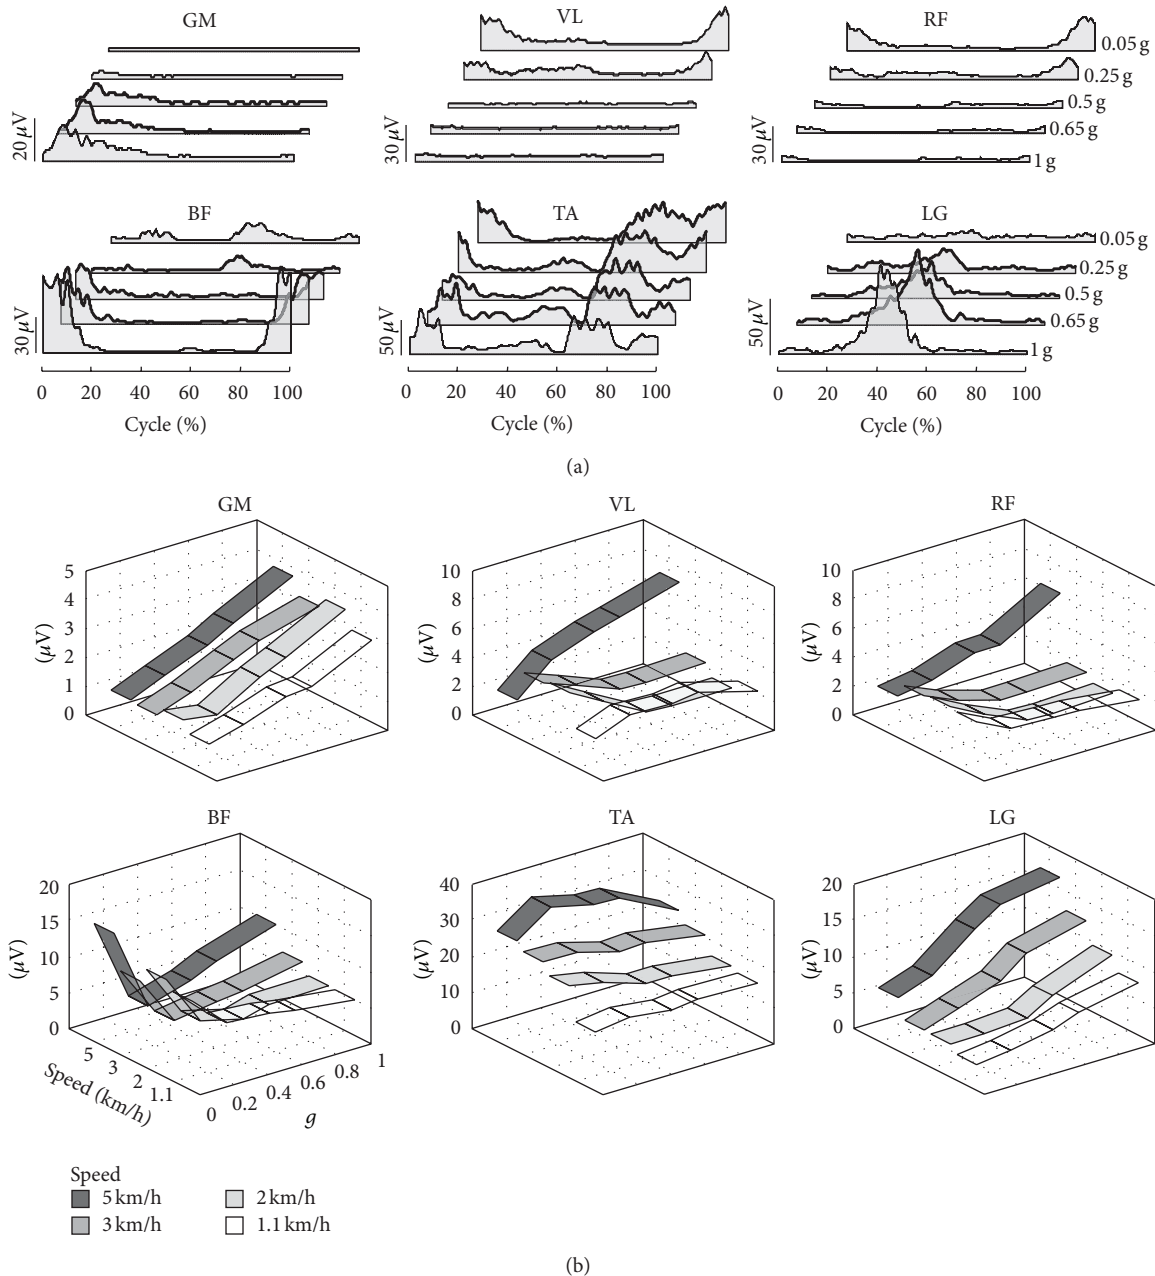 GM VL RF
0.05 g
0.25 g
0.5 g
0.65 g
1 g
20 μV 30 μV 30 μV
BF TA LG
0.05 g
0.25 g
0.5 g
0.65 g
1 g
30 μV 50 μV 50 μV
0 20 40 60 80 100 0 20 40 60 80 100 0 20 40 60 80 100
Cycle (%) Cycle (%) Cycle (%)
(a)
GM VL RF
5 4 3 2 1 0 (μV)
10 8 6 4 2 0 (μV)
10 8 6 4 2 0 (μV)
BF TA LG
20 15 10 5 0 (μV)
40 30 20 10 0 (μV)
20 15 10 5 0 (μV)
5 3 2 1.1
Speed (km/h)
0 0.2 0.4 0.6 0.8 1
g
Speed
5 km/h 2 km/h
3 km/h 1.1 km/h
(b)